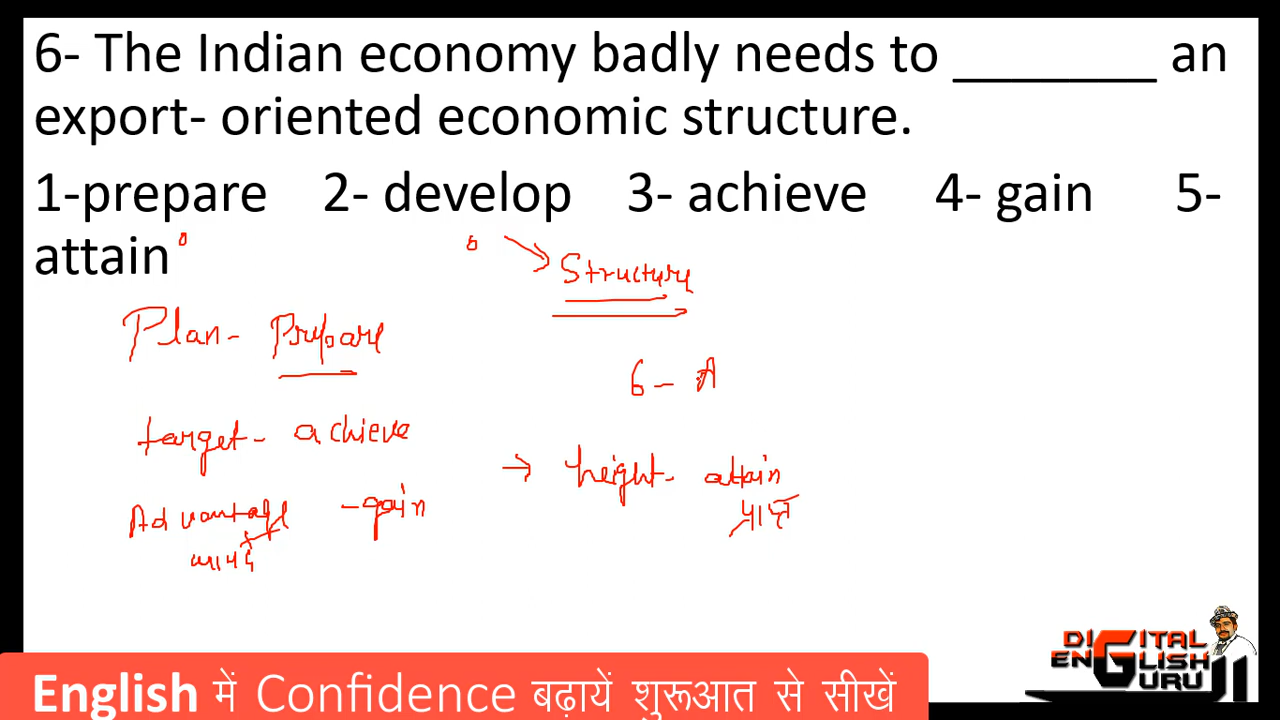 6- The Indian economy badly needs to ________ an
export- oriented economic structure.
1-prepare 2- develop 3- achieve 4- gain 5-
attain
Structure
Plan- Prepare
6 - A
target- achieve
height- attain
Advantage -gain
English में Confidence बढ़ायें शुरूआत से सीखें
DIGITAL
ENGLISH
GURU